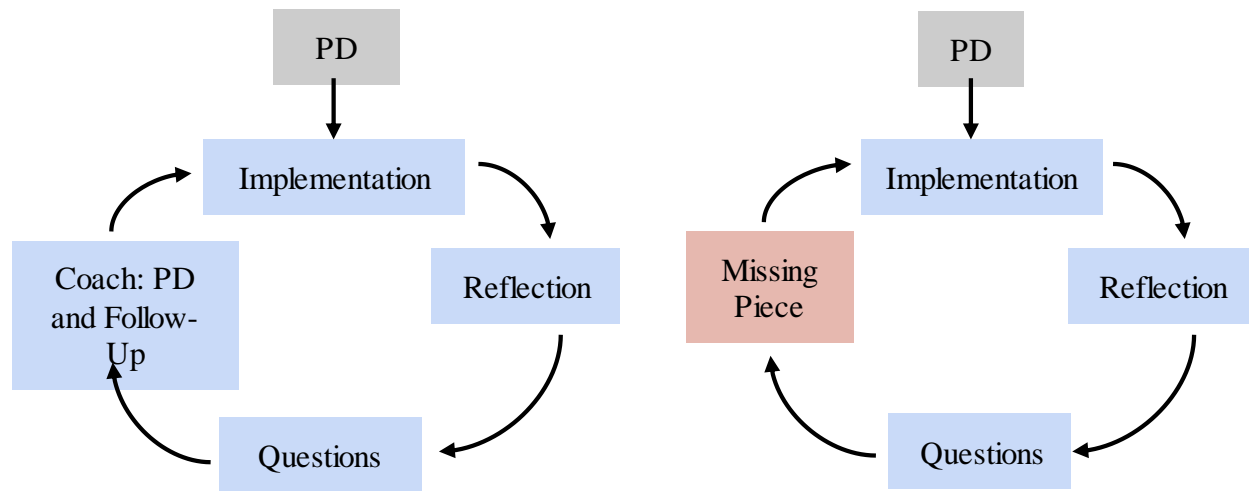 PD
Implementation
Reflection
Coach: PD
and Follow-
Up
Questions
PD
Implementation
Missing
Piece
Reflection
Questions